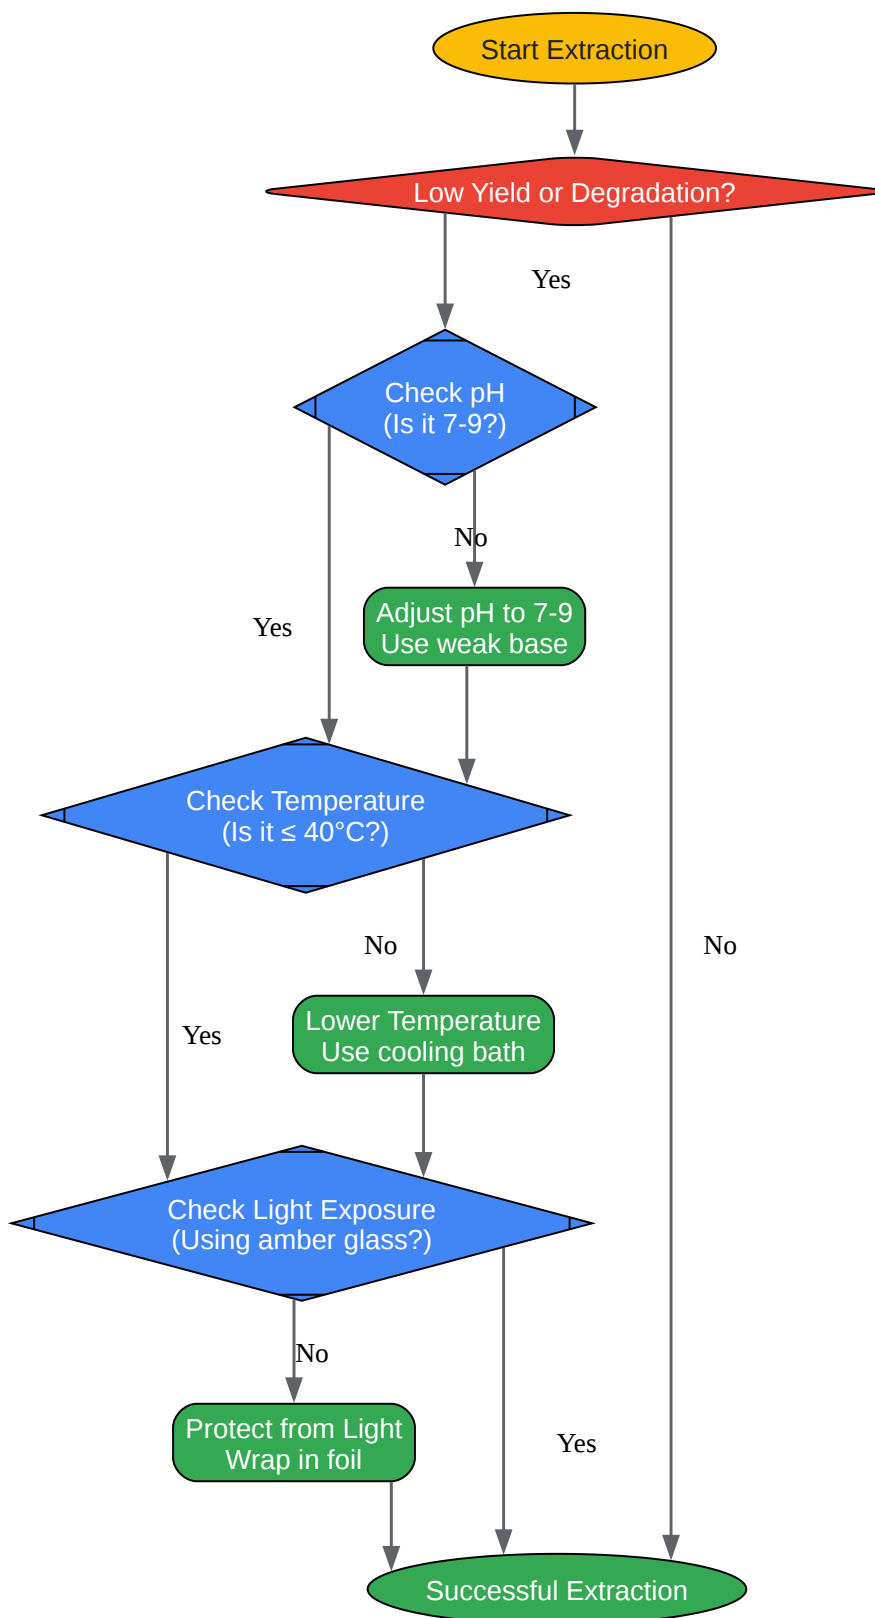 Start Extraction
Low Yield or Degradation?
Yes
Check pH
(Is it 7-9?)
No
Adjust pH to 7-9
Use weak base
Yes
Check Temperature
(Is it ≤ 40°C?)
No
No
Lower Temperature
Use cooling bath
Yes
Check Light Exposure
(Using amber glass?)
No
Protect from Light
Wrap in foil
Yes
Successful Extraction